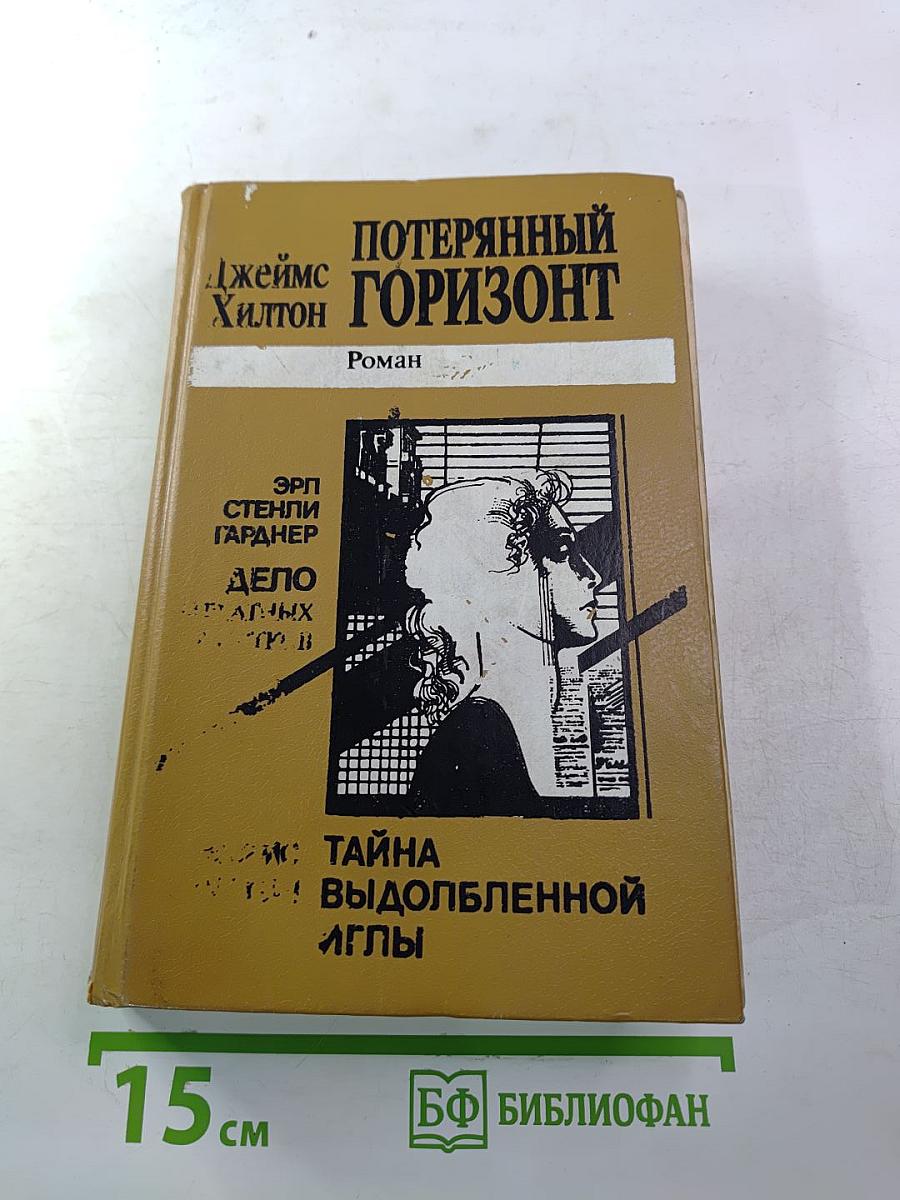 Джеймс
Хилтон
ПОТЕРЯННЫЙ
ГОРИЗОНТ
Роман
ЭРЛ
СТЕНЛИ
ГАРДНЕР
ДЕЛО
ТАЙНА
ВЫДОЛБЛЕННОЙ
ИГЛЫ
15 см
БФ БИБЛИОФАН